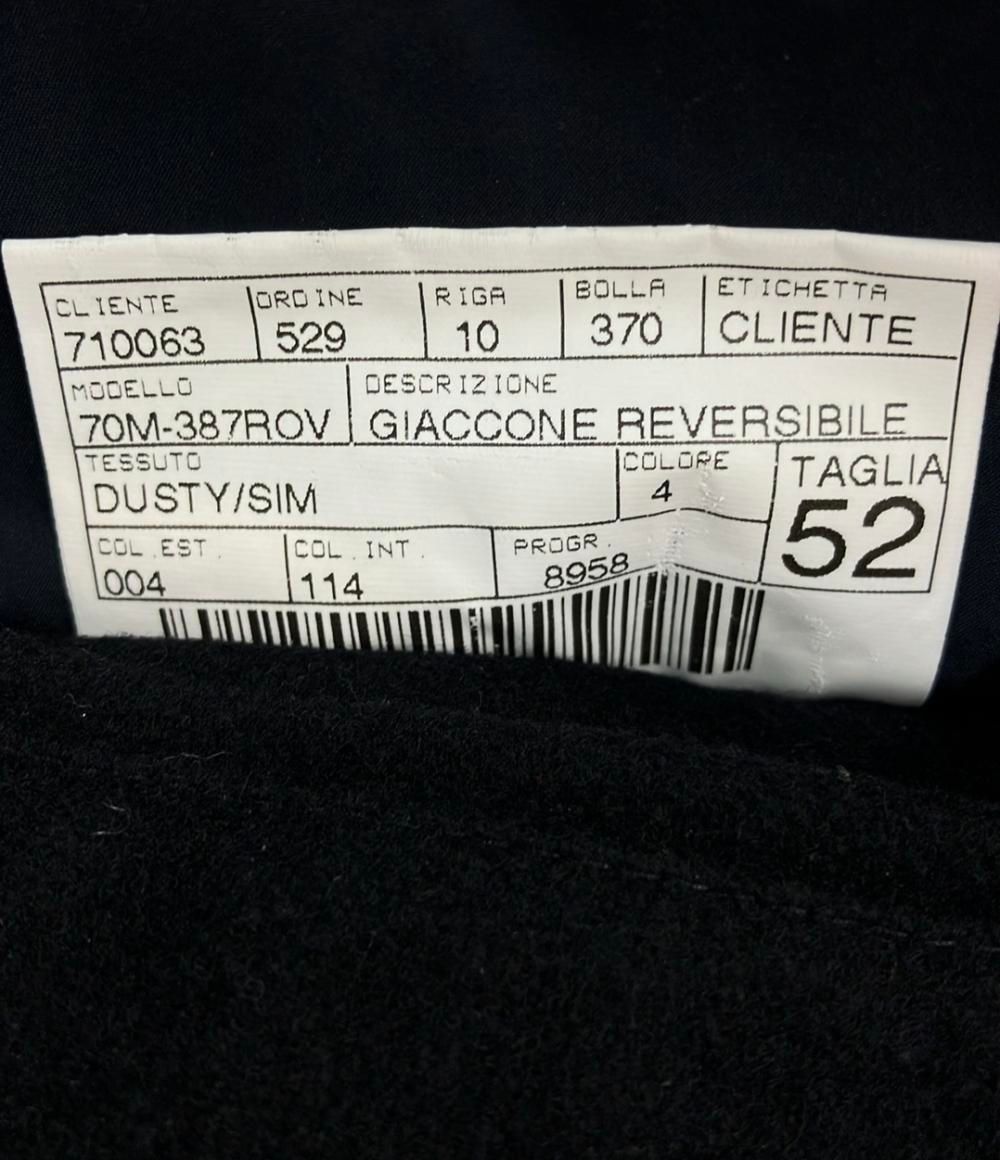 CLIENTE ORDINE RIGA BOLLA ETICHETTA
710063 529 10 370 CLIENTE
MODELLO DESCRIZIONE
70M-387ROV GIACCONE REVERSIBILE
TESSUTO COLORE TAGLIA
DUSTY/SIM 4 52
COL.EST. COL.INT. PROGR.
004 114 8958